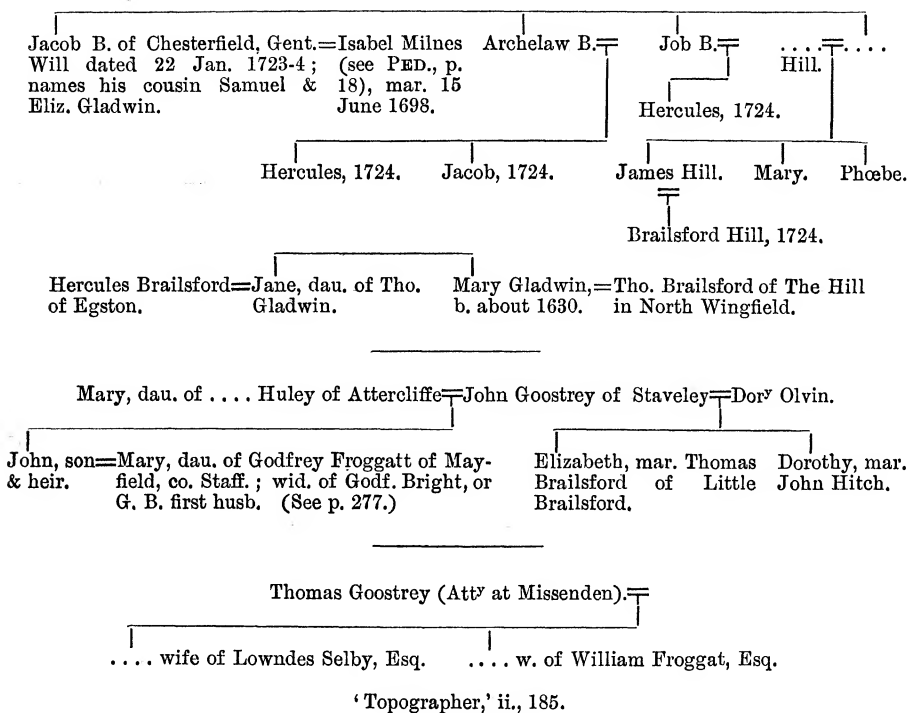 Jacob B. of Chesterfield, Gent.=Isabel Milnes Archelaw B.= Job B.= ....=....
Will dated 22 Jan. 1723-4; (see PED., p. Hill.
names his cousin Samuel & 18), mar. 15
Eliz. Gladwin. June 1698.
Hercules, 1724.
Hercules, 1724. Jacob, 1724. James Hill. Mary. Phœbe.
Brailsford Hill, 1724.
Hercules Brailsford=Jane, dau. of Tho. Mary Gladwin,=Tho. Brailsford of The Hill
of Egston. Gladwin. b. about 1630. in North Wingfield.
Mary, dau. of .... Huley of Attercliffe=John Goostrey of Staveley=Dorʸ Olvin.
John, son=Mary, dau. of Godfrey Froggatt of May- Elizabeth, mar. Thomas Dorothy, mar.
& heir. field, co. Staff.; wid. of Godf. Bright, or Brailsford of Little John Hitch.
G. B. first husb. (See p. 277.) Brailsford.
Thomas Goostrey (Attʸ at Missenden).=
.... wife of Lowndes Selby, Esq. .... w. of William Froggat, Esq.
'Topographer,' ii., 185.